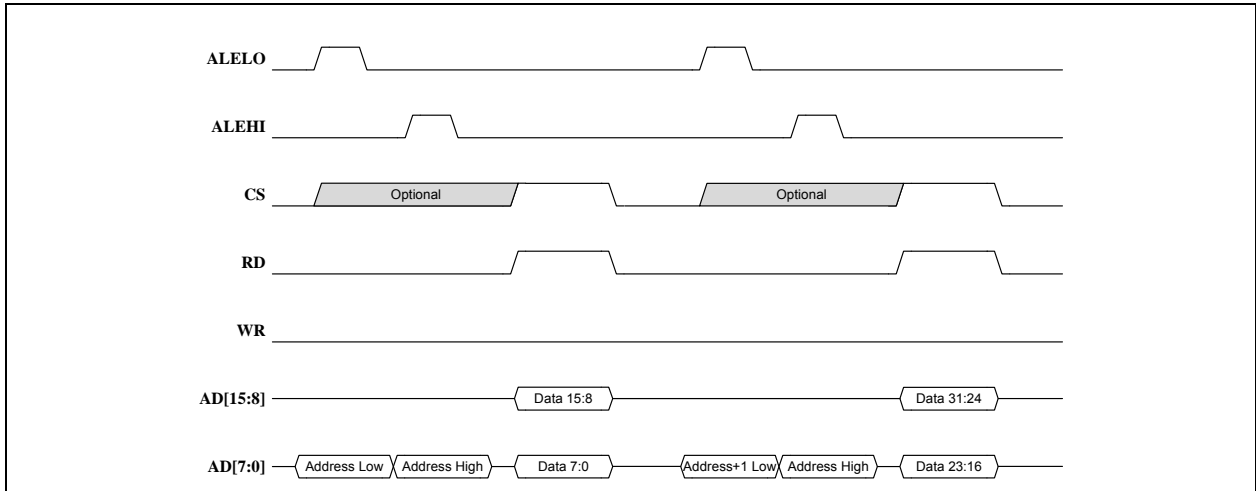 ALELO
ALEHI
CS Optional Optional
RD
WR
AD[15:8] Data 15:8 Data 31:24
AD[7:0] Address Low Address High Data 7:0 Address+1 Low Address High Data 23:16